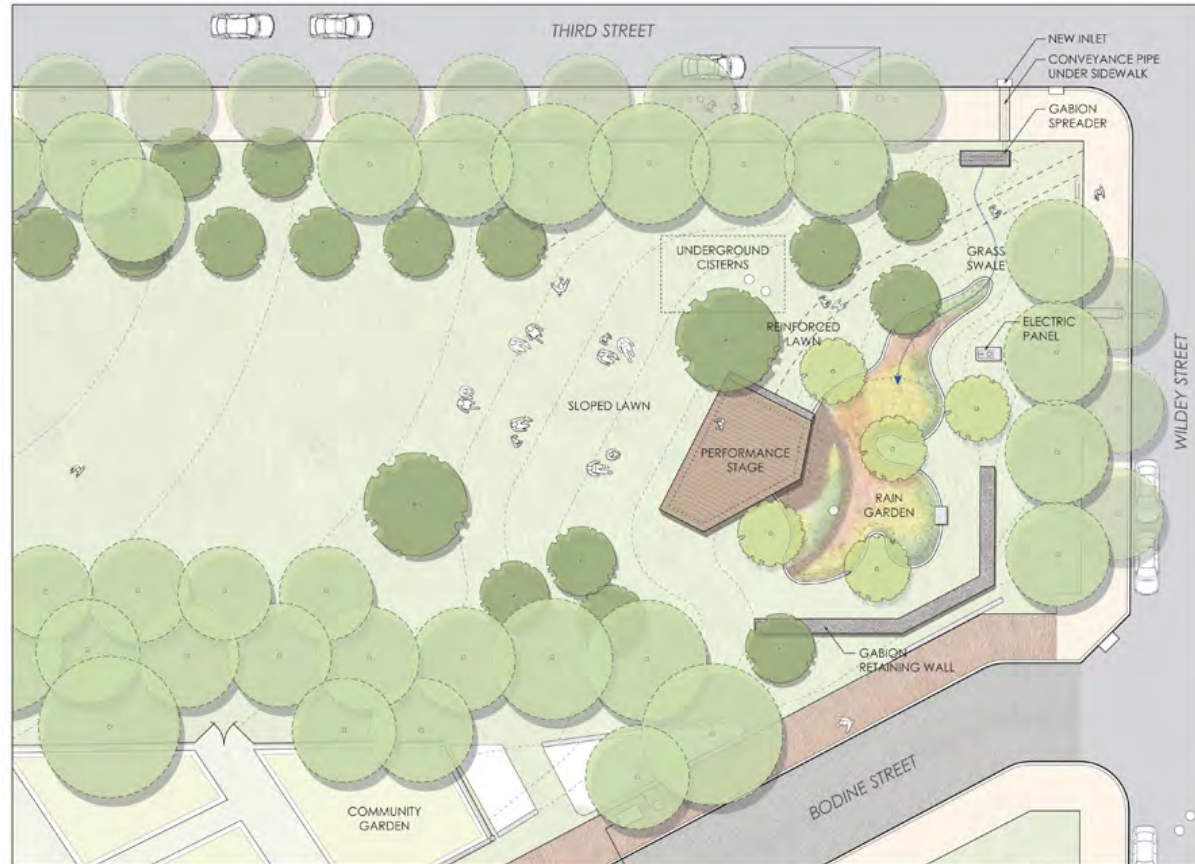 THIRD STREET
NEW INLET
CONVEYANCE PIPE
UNDER SIDEWALK
GABION
SPREADER
UNDERGROUND
CISTERNS
GRASS
SWALE
REINFORCED
LAWN
ELECTRIC
PANEL
WILDEY STREET
SLOPED LAWN
PERFORMANCE
STAGE
RAIN
GARDEN
GABION
RETAINING WALL
BODINE STREET
COMMUNITY
GARDEN